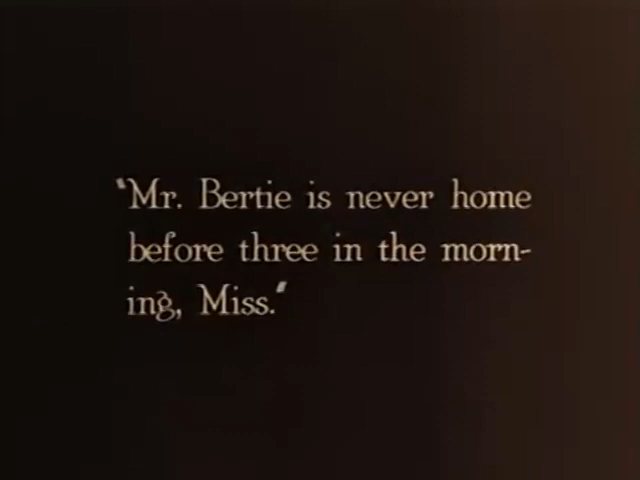 "Mr. Bertie is never home
before three in the morn-
ing, Miss."